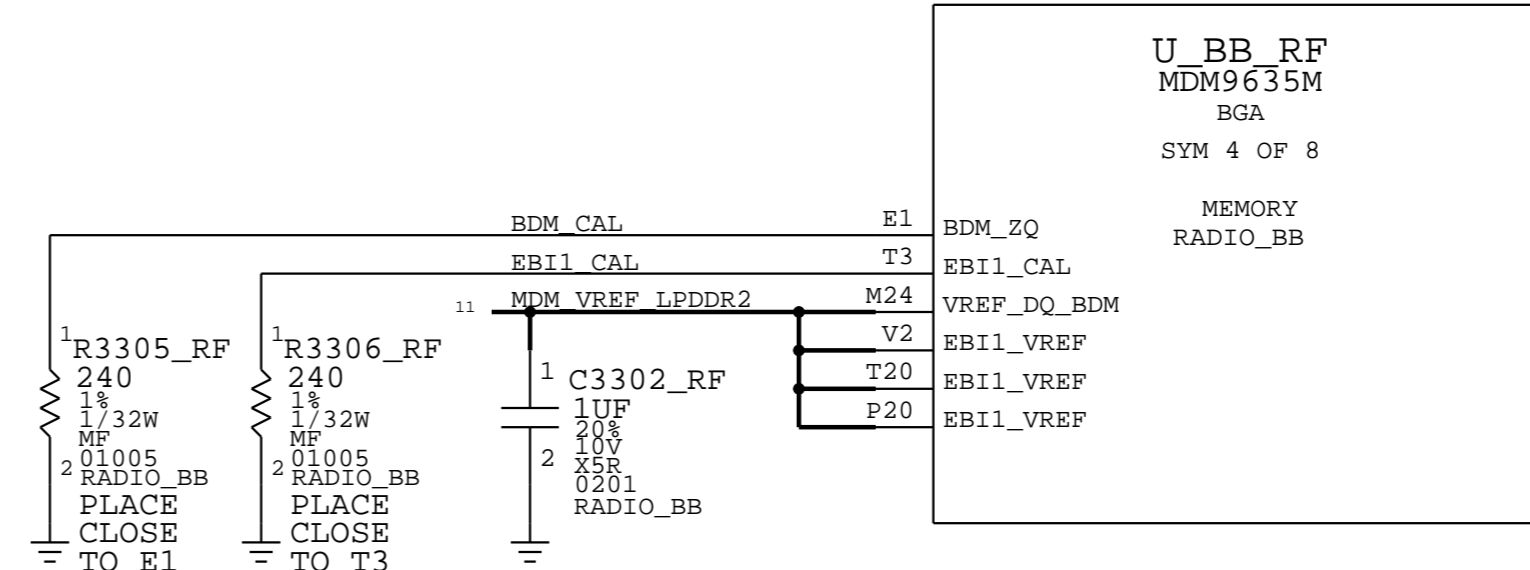 U_BB_RF
MDM9635M
BGA
SYM 4 OF 8
MEMORY
RADIO_BB
BDM_CAL
E1
BDM_ZQ
EBI1_CAL
T3
EBI1_CAL
11
MDM_VREF_LPDDR2
M24
VREF_DQ_BDM
V2
EBI1_VREF
T20
EBI1_VREF
P20
EBI1_VREF
1
R3305_RF
240
1%
1/32W
MF
2
01005
RADIO_BB
PLACE
CLOSE
TO E1
1
R3306_RF
240
1%
1/32W
MF
2
01005
RADIO_BB
PLACE
CLOSE
TO T3
1
C3302_RF
1UF
20%
10V
2
X5R
0201
RADIO_BB